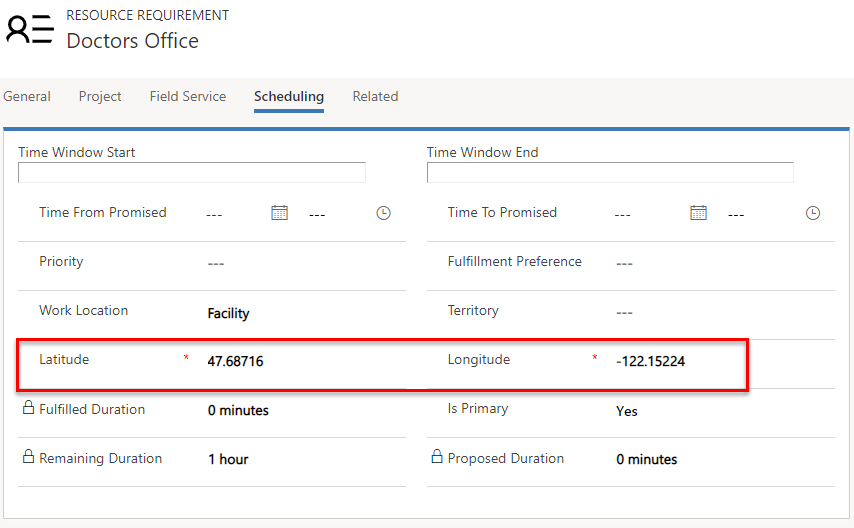 RESOURCE REQUIREMENT
Doctors Office
General Project Field Service Scheduling Related
Time Window Start Time Window End
Time From Promised --- --- Time To Promised --- ---
Priority --- Fulfillment Preference ---
Work Location Facility Territory ---
Latitude * 47.68716 Longitude * -122.15224
Fulfilled Duration 0 minutes Is Primary Yes
Remaining Duration 1 hour Proposed Duration 0 minutes